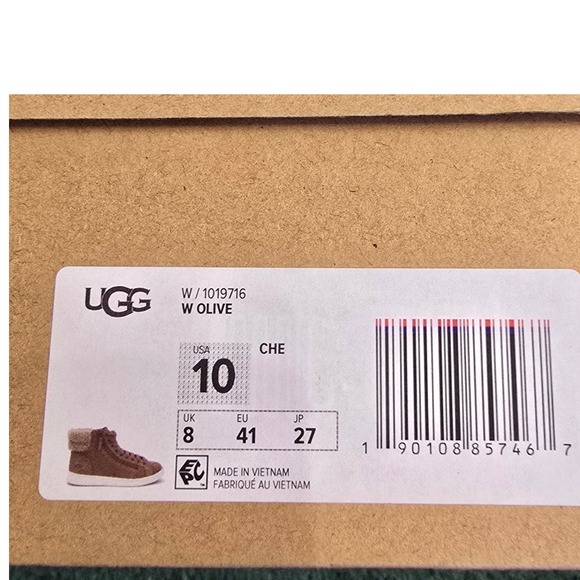 UGG
W / 1019716
W OLIVE
USA
10
CHE
UK EU JP
8 41 27
EPC
MADE IN VIETNAM
FABRIQUÉ AU VIETNAM
1 90108 85746 7